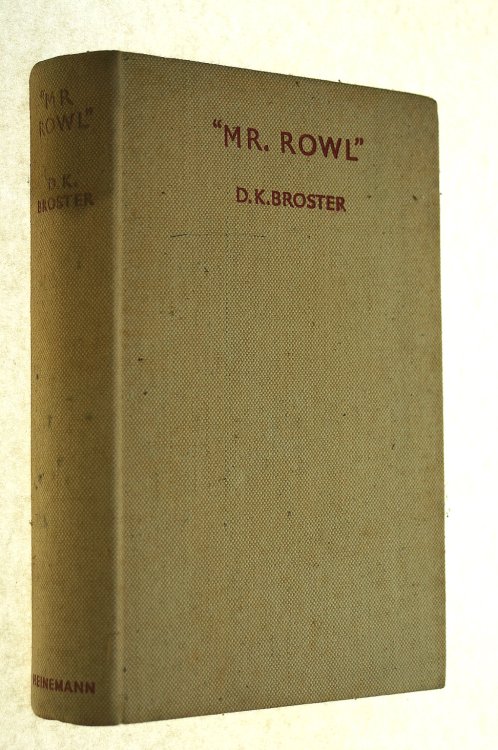 "MR
ROWL"
D.K.
BROSTER
HEINEMANN
"MR. ROWL"
D.K.BROSTER